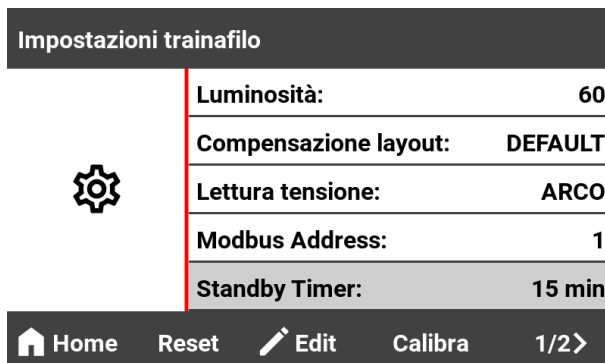 Impostazioni trainafilo
Luminosità: 60
Compensazione layout: DEFAULT
Lettura tensione: ARCO
Modbus Address: 1
Standby Timer: 15 min
Home Reset Edit Calibra 1/2